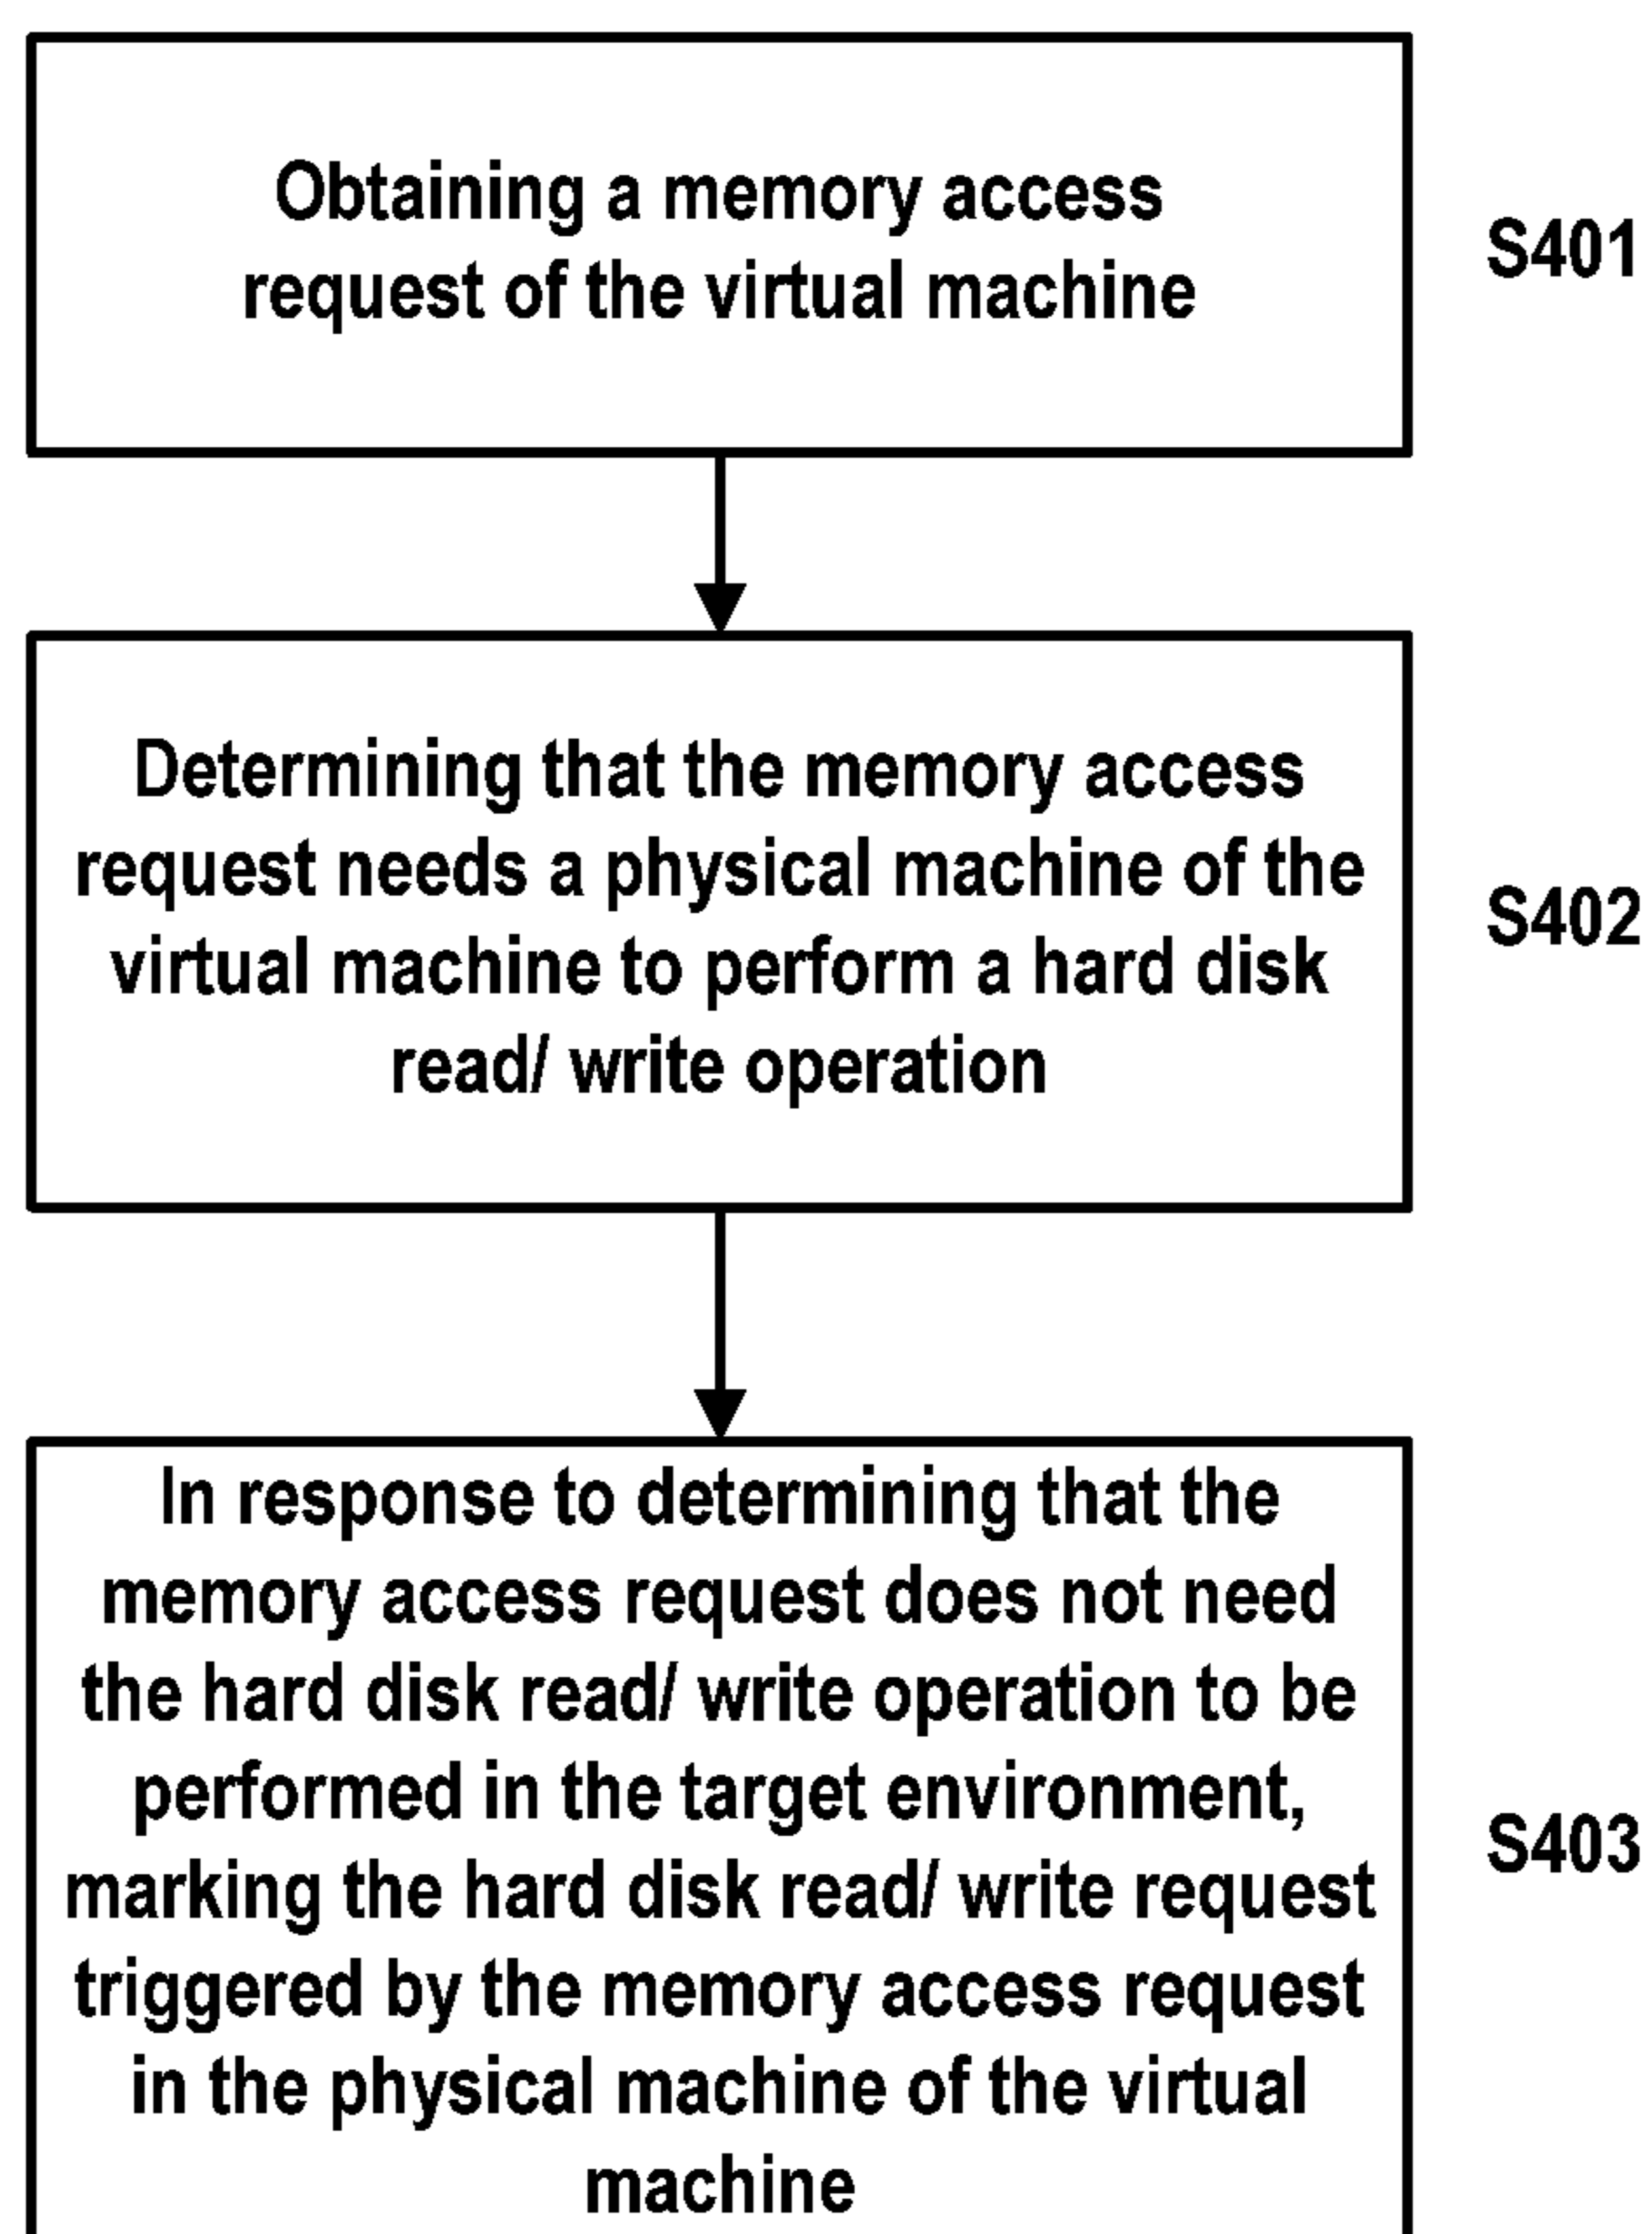 Obtaining a memory access
request of the virtual machine
S401
Determining that the memory access
request needs a physical machine of the
virtual machine to perform a hard disk
read/ write operation
S402
In response to determining that the
memory access request does not need
the hard disk read/ write operation to be
performed in the target environment,
marking the hard disk read/ write request
triggered by the memory access request
in the physical machine of the virtual
machine
S403